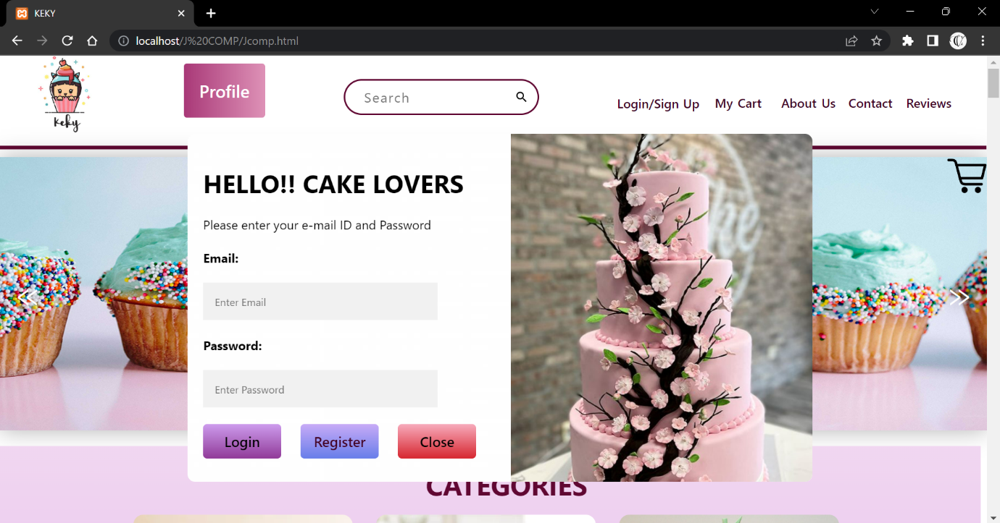 KEKY
localhost/J%20COMP/Jcomp.html
Keky
Profile
Search
Login/Sign Up
My Cart
About Us
Contact
Reviews
HELLO!! CAKE LOVERS
Please enter your e-mail ID and Password
Email:
Enter Email
Password:
Enter Password
Login
Register
Close
CATEGORIES